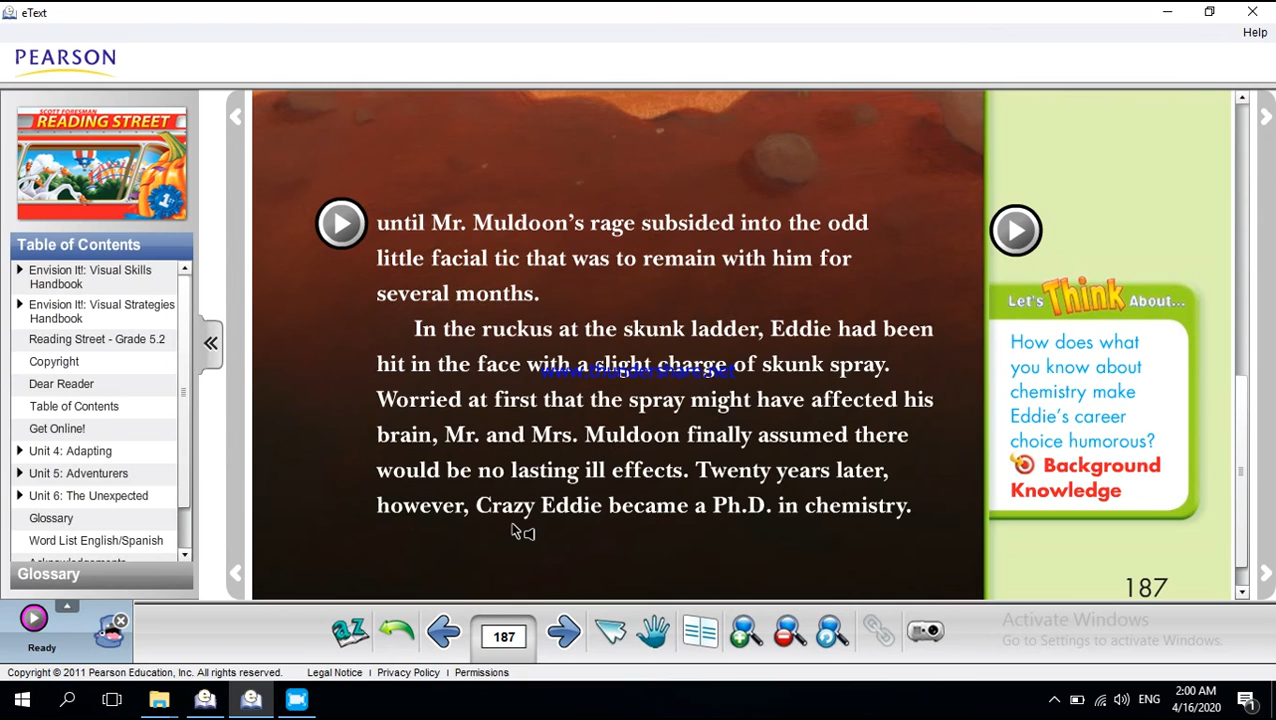 eText
Help
PEARSON
SCOTT FORESMAN
READING STREET
Table of Contents
Envision It!: Visual Skills
Handbook
Envision It!: Visual Strategies
Handbook
Reading Street - Grade 5.2
Copyright
Dear Reader
Table of Contents
Get Online!
Unit 4: Adapting
Unit 5: Adventurers
Unit 6: The Unexpected
Glossary
Word List English/Spanish
Glossary
until Mr. Muldoon's rage subsided into the odd
little facial tic that was to remain with him for
several months.
In the ruckus at the skunk ladder, Eddie had been
hit in the face with a slight charge of skunk spray.
www.thundershare.net
Worried at first that the spray might have affected his
brain, Mr. and Mrs. Muldoon finally assumed there
would be no lasting ill effects. Twenty years later,
however, Crazy Eddie became a Ph.D. in chemistry.
Let's Think About...
How does what
you know about
chemistry make
Eddie's career
choice humorous?
Background
Knowledge
187
Ready
az
187
Activate Windows
Go to Settings to activate Windows.
Copyright © 2011 Pearson Education, Inc. All rights reserved.
Legal Notice | Privacy Policy | Permissions
ENG
2:00 AM
4/16/2020
1